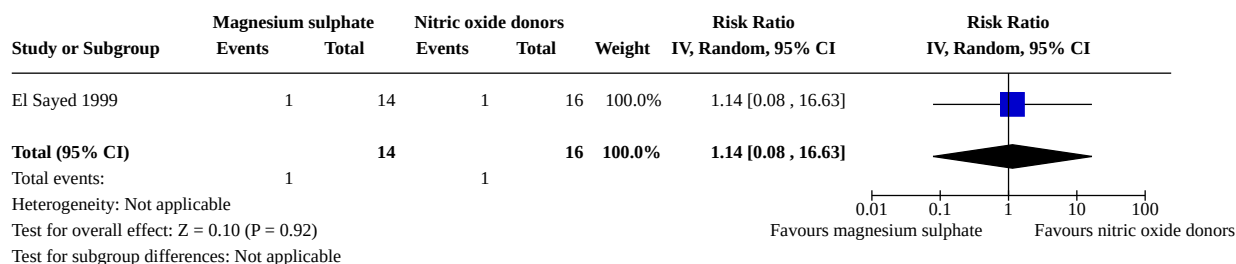 Magnesium sulphate Nitric oxide donors Risk Ratio Risk Ratio
Study or Subgroup Events Total Events Total Weight IV, Random, 95% CI IV, Random, 95% CI
El Sayed 1999 1 14 1 16 100.0% 1.14 [0.08 , 16.63]
Total (95% CI) 14 16 100.0% 1.14 [0.08 , 16.63]
Total events: 1 1
Heterogeneity: Not applicable
0.01 0.1 1 10 100
Test for overall effect: Z = 0.10 (P = 0.92) Favours magnesium sulphate Favours nitric oxide donors
Test for subgroup differences: Not applicable